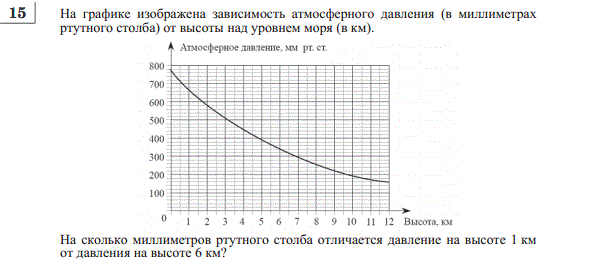 15
На графике изображена зависимость атмосферного давления (в миллиметрах
ртутного столба) от высоты над уровнем моря (в км).
Атмосферное давление, мм рт. ст.
800
700
600
500
400
300
200
100
0
1 2 3 4 5 6 7 8 9 10 11 12 Высота, км
На сколько миллиметров ртутного столба отличается давление на высоте 1 км
от давления на высоте 6 км?